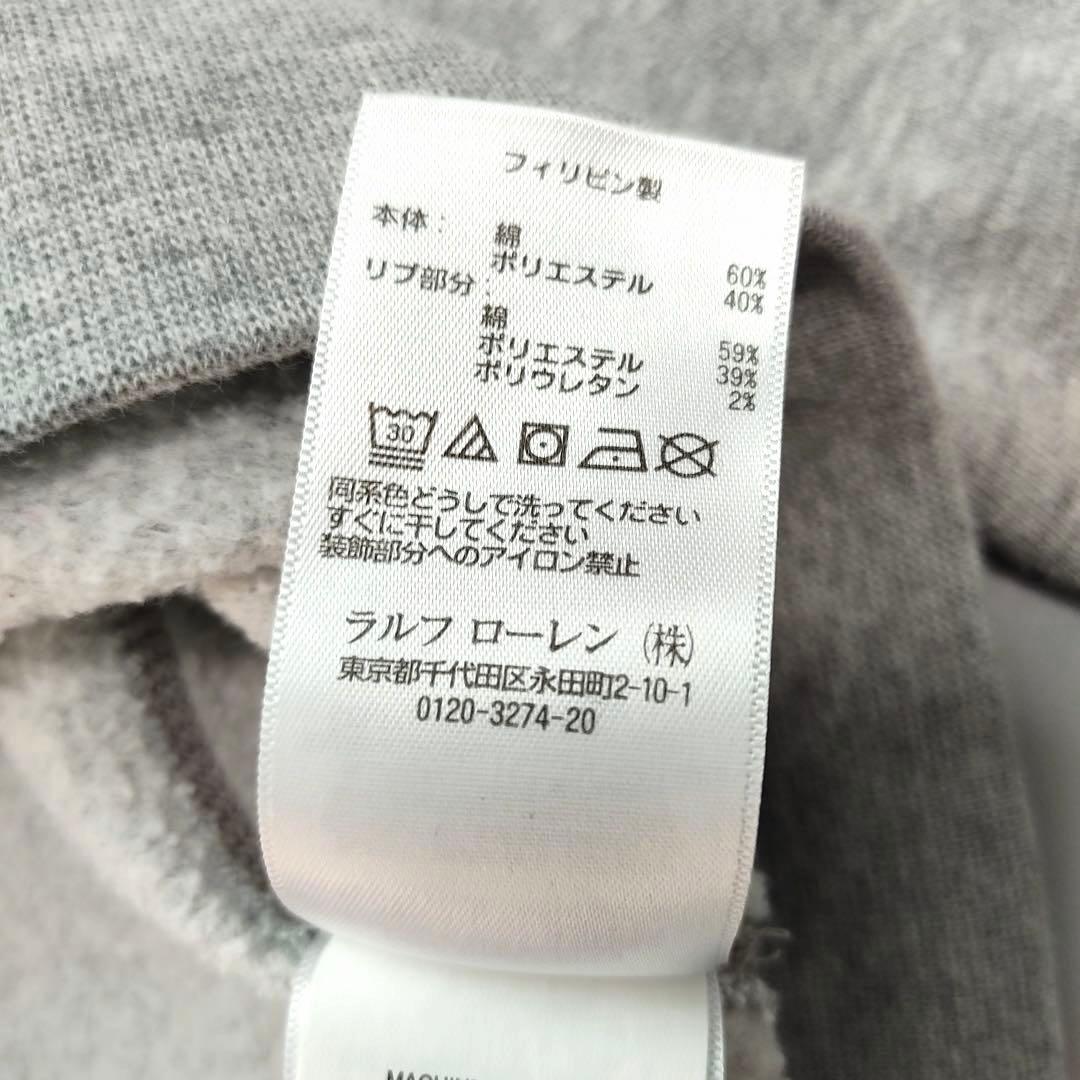 フィリピン製
本体: 綿 60%
ポリエステル 40%
リブ部分:
綿 59%
ポリエステル 39%
ポリウレタン 2%
30
同系色どうしで洗ってください
すぐに干してください
装飾部分へのアイロン禁止
ラルフ ローレン (株)
東京都千代田区永田町2-10-1
0120-3274-20